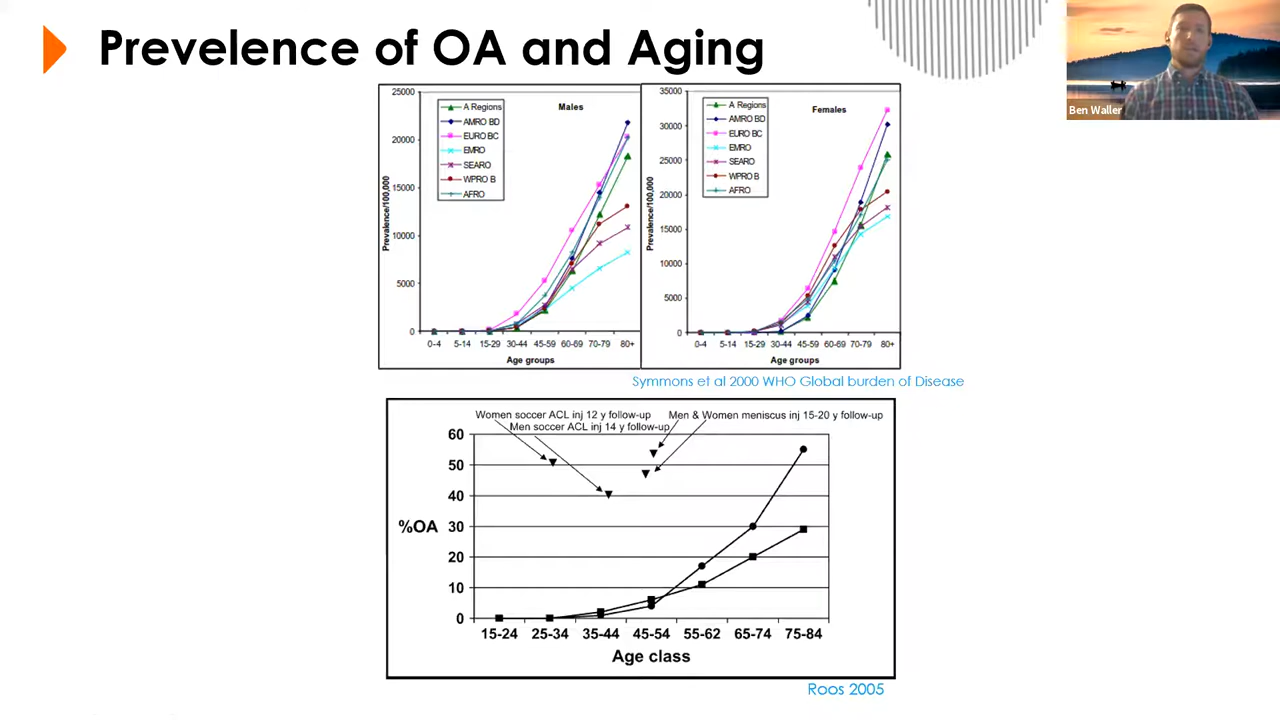 Prevelence of OA and Aging
Ben Waller
25000
20000
15000
10000
5000
0
Prevalence/100,000
Males
A Regions
AMRO BD
EURO BC
EMRO
SEARO
WPRO B
AFRO
0-4 5-14 15-29 30-44 45-59 60-69 70-79 80+
Age groups
35000
30000
25000
20000
15000
10000
5000
0
Prevalence/100,000
Females
A Regions
AMRO BD
EURO BC
EMRO
SEARO
WPRO B
AFRO
0-4 5-14 15-29 30-44 45-59 60-69 70-79 80+
Age groups
Symmons et al 2000 WHO Global burden of Disease
Women soccer ACL inj 12 y follow-up
Men & Women meniscus inj 15-20 y follow-up
Men soccer ACL inj 14 y follow-up
60
50
40
%OA
30
20
10
0
15-24 25-34 35-44 45-54 55-62 65-74 75-84
Age class
Roos 2005